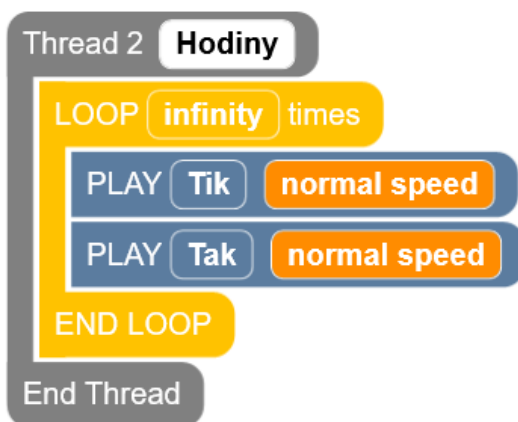 Thread 2 Hodiny
LOOP infinity times
PLAY Tik normal speed
PLAY Tak normal speed
END LOOP
End Thread